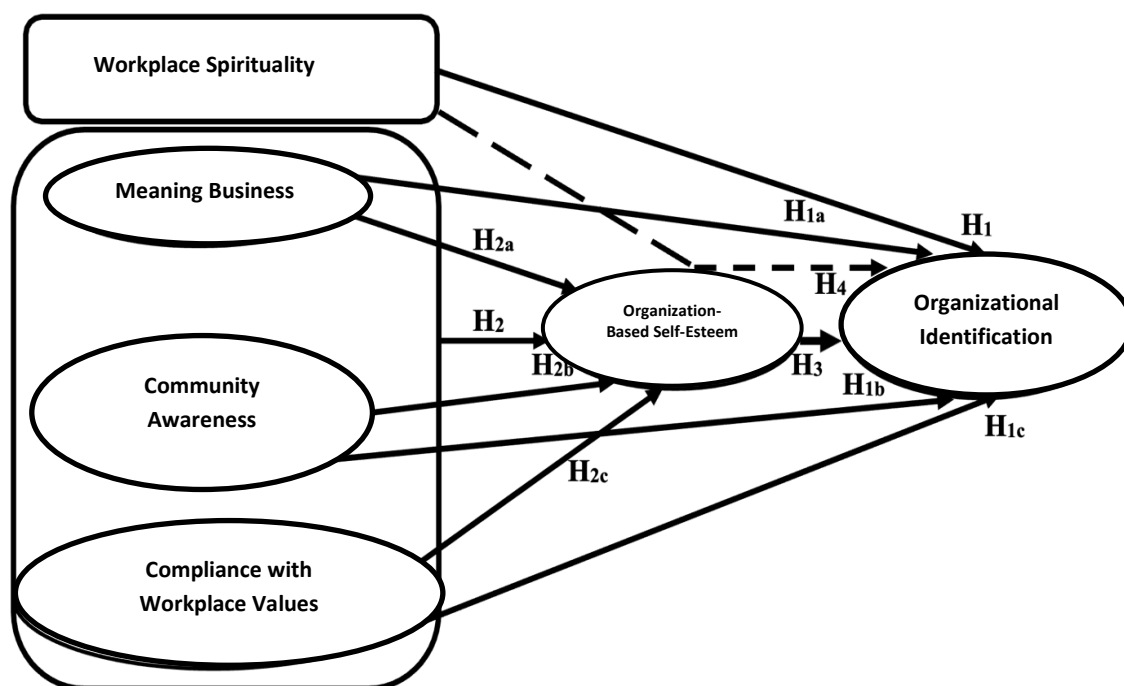 Workplace Spirituality
Meaning Business
H1a
H1
H2a
H4
Organization-
Based Self-Esteem
Organizational
Identification
H2
H2b
H3
Community
Awareness
H1b
H1c
H2c
Compliance with
Workplace Values